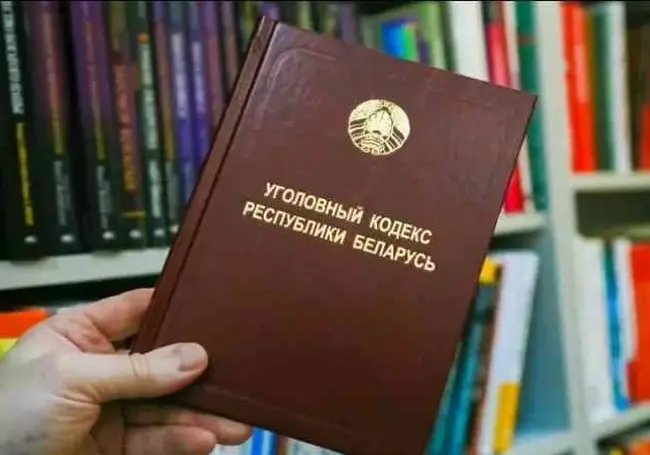 УГОЛОВНЫЙ КОДЕКС
РЕСПУБЛИКИ БЕЛАРУСЬ